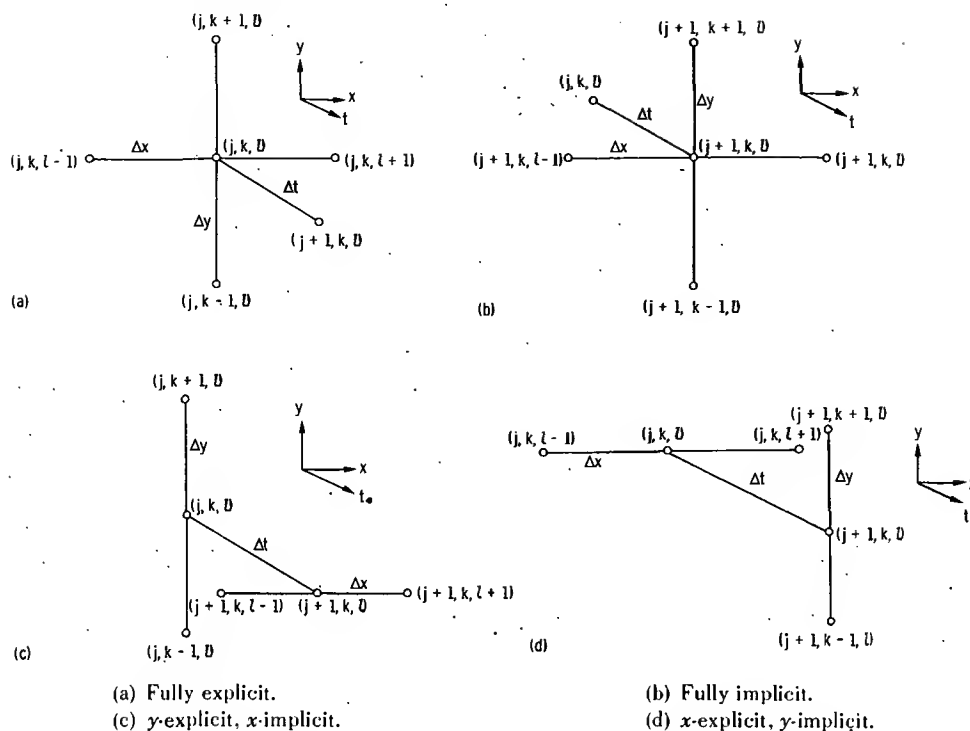 (j, k + 1, l)
y
x
t
Δx
(j, k, l)
(j, k, l - 1)
(j, k, l + 1)
Δt
Δy
(j + 1, k, l)
(j, k - 1, l)
(a)
(j + 1, k + 1, l)
y
x
t
(j, k, l)
Δy
Δt
Δx
(j + 1, k, l)
(j + 1, k, l - 1)
(j + 1, k, l)
(j + 1, k - 1, l)
(b)
(j, k + 1, l)
y
x
t
Δy
(j, k, l)
Δt
Δx
(j + 1, k, l - 1)
(j + 1, k, l)
(j + 1, k, l + 1)
(j, k - 1, l)
(c)
(j + 1, k + 1, l)
(j, k, l - 1)
(j, k, l)
(j, k, l + 1)
y
t
Δx
Δt
Δy
(j + 1, k, l)
(j + 1, k - 1, l)
(d)
(a) Fully explicit.
(b) Fully implicit.
(c) y-explicit, x-implicit.
(d) x-explicit, y-implicit.